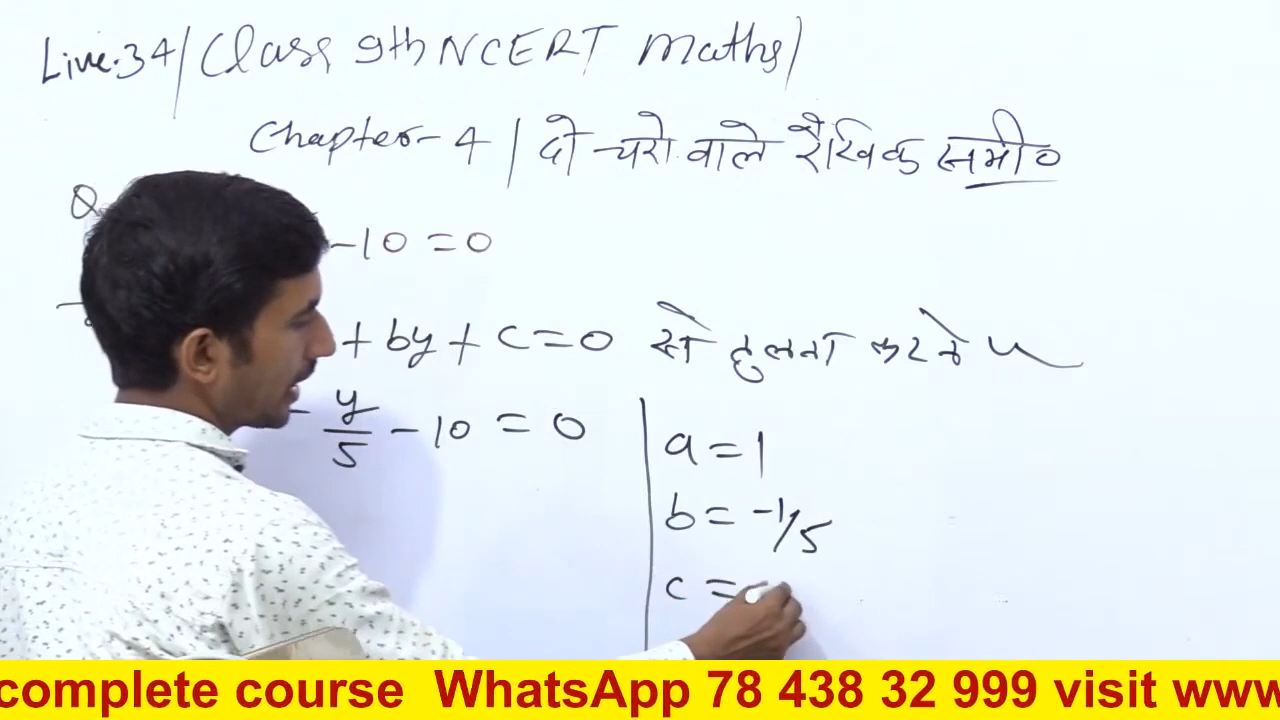 Live.34/Class 9th NCERT maths/
Chapter-4/दो चरो वाले रैखिक समी०
Q
-10=0
+by+c=0 से तुलना करने
- y/5 - 10 = 0
a=1
b=-1/5
c=
complete course WhatsApp 78 438 32 999 visit www